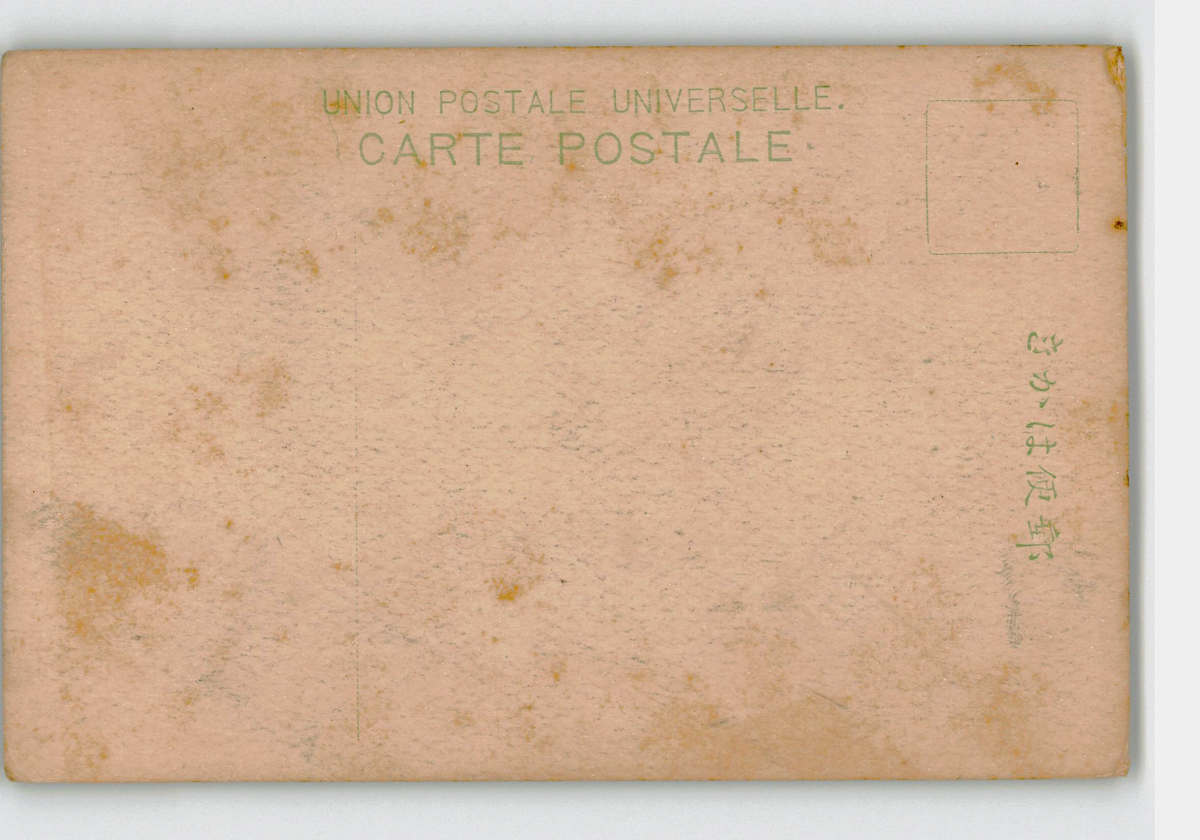 UNION POSTALE UNIVERSELLE.
CARTE POSTALE
郵便はかき